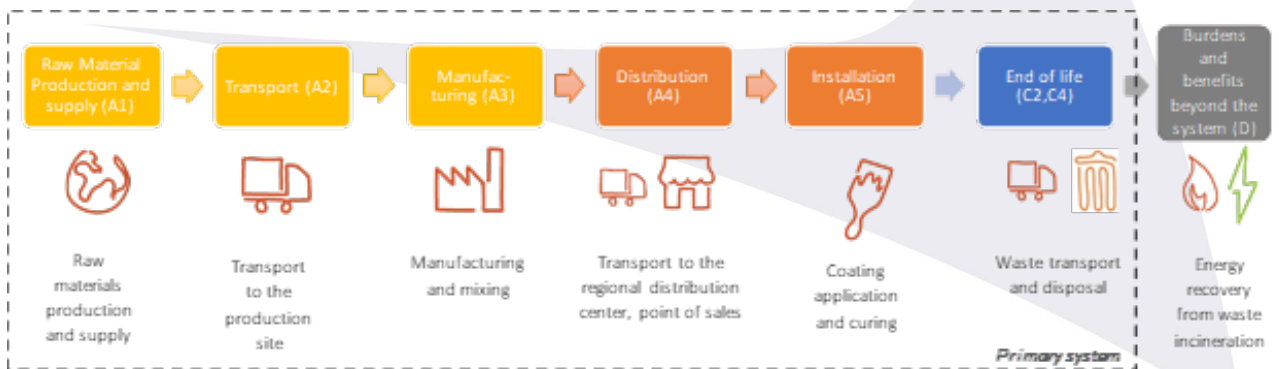 Raw Material
Production and
supply (A1)
Transport (A2)
Manufac-
turing (A3)
Distribution
(A4)
Installation
(A5)
End of life
(C2,C4)
Burdens
and
benefits
beyond the
system (D)
Raw
materials
production
and supply
Transport
to the
production
site
Manufacturing
and mixing
Transport to the
regional distribution
center, point of sales
Coating
application
and curing
Waste transport
and disposal
Energy
recovery
from waste
incineration
Primary system